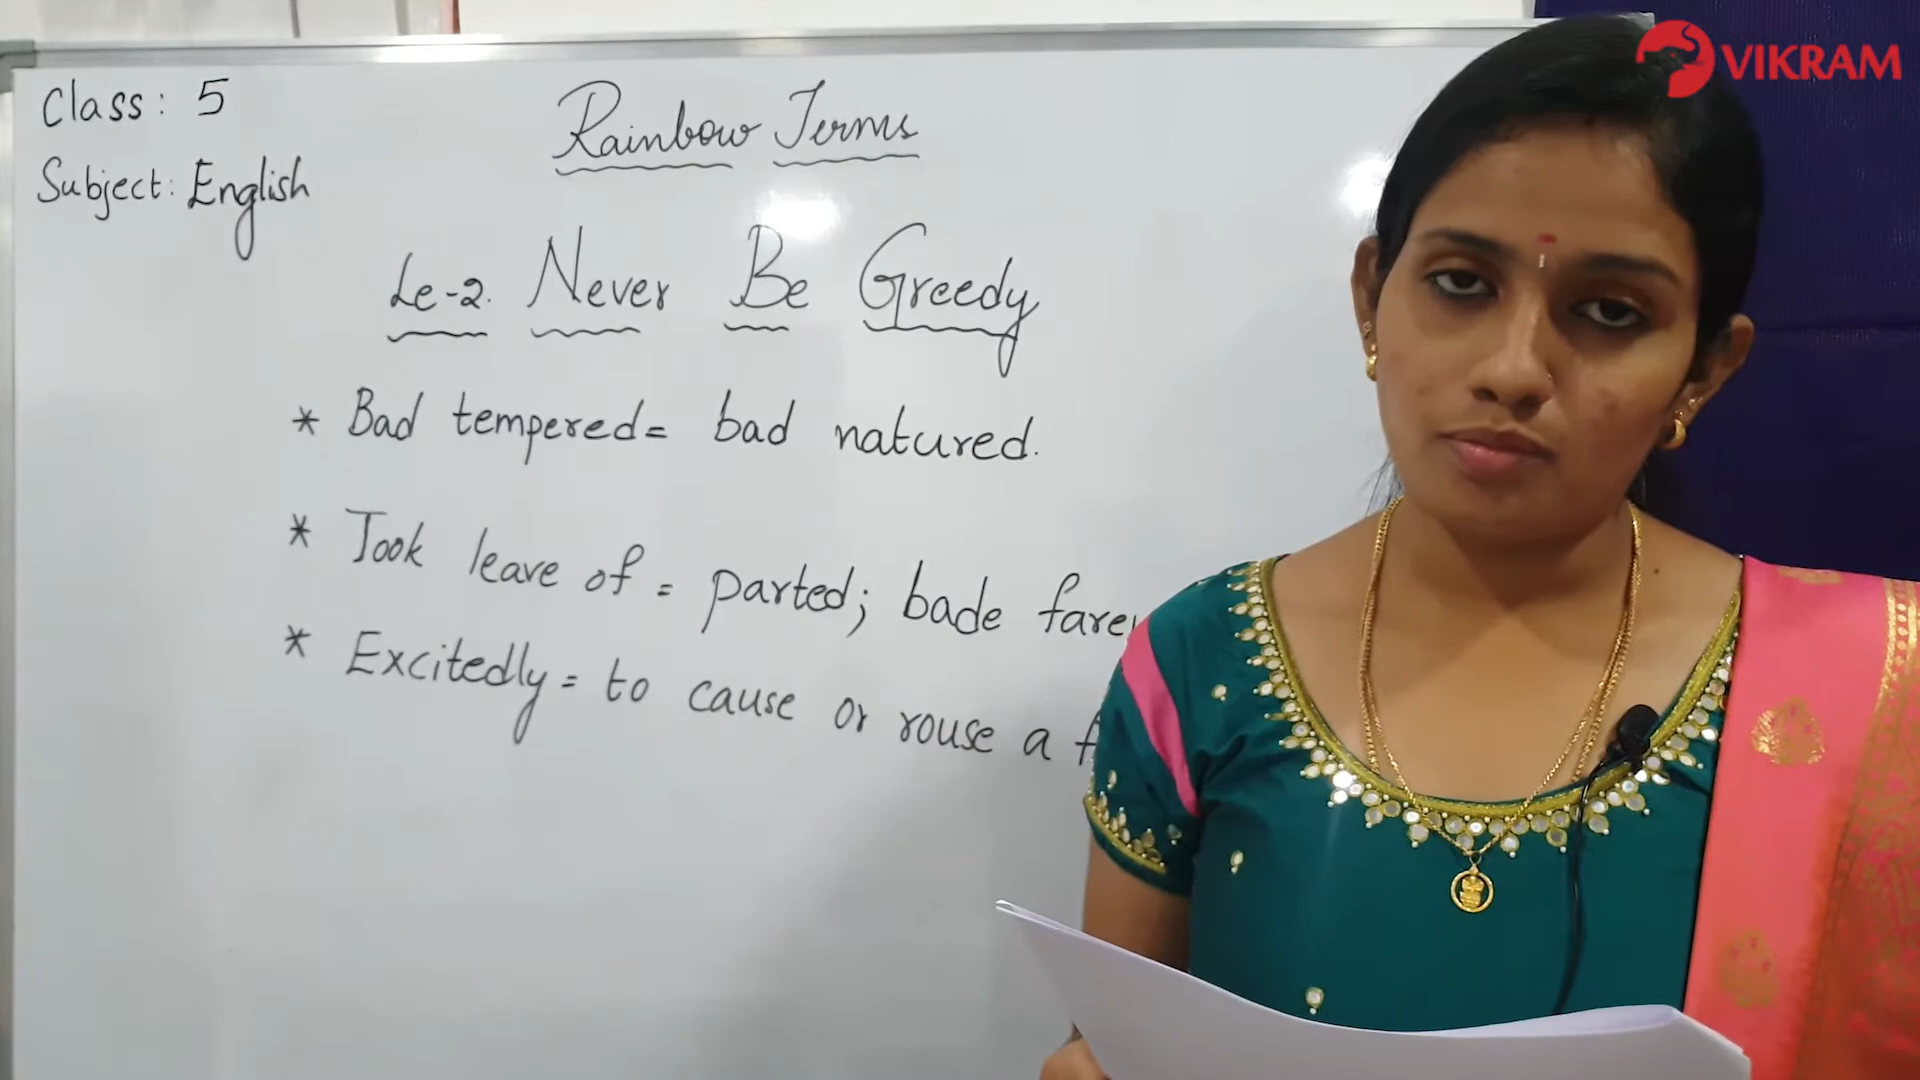 VIKRAM
Class: 5
Rainbow Terms
Subject: English
Le-2. Never Be Greedy
* Bad tempered = bad natured.
* Took leave of = parted; bade
* Excitedly = to cause or rouse a